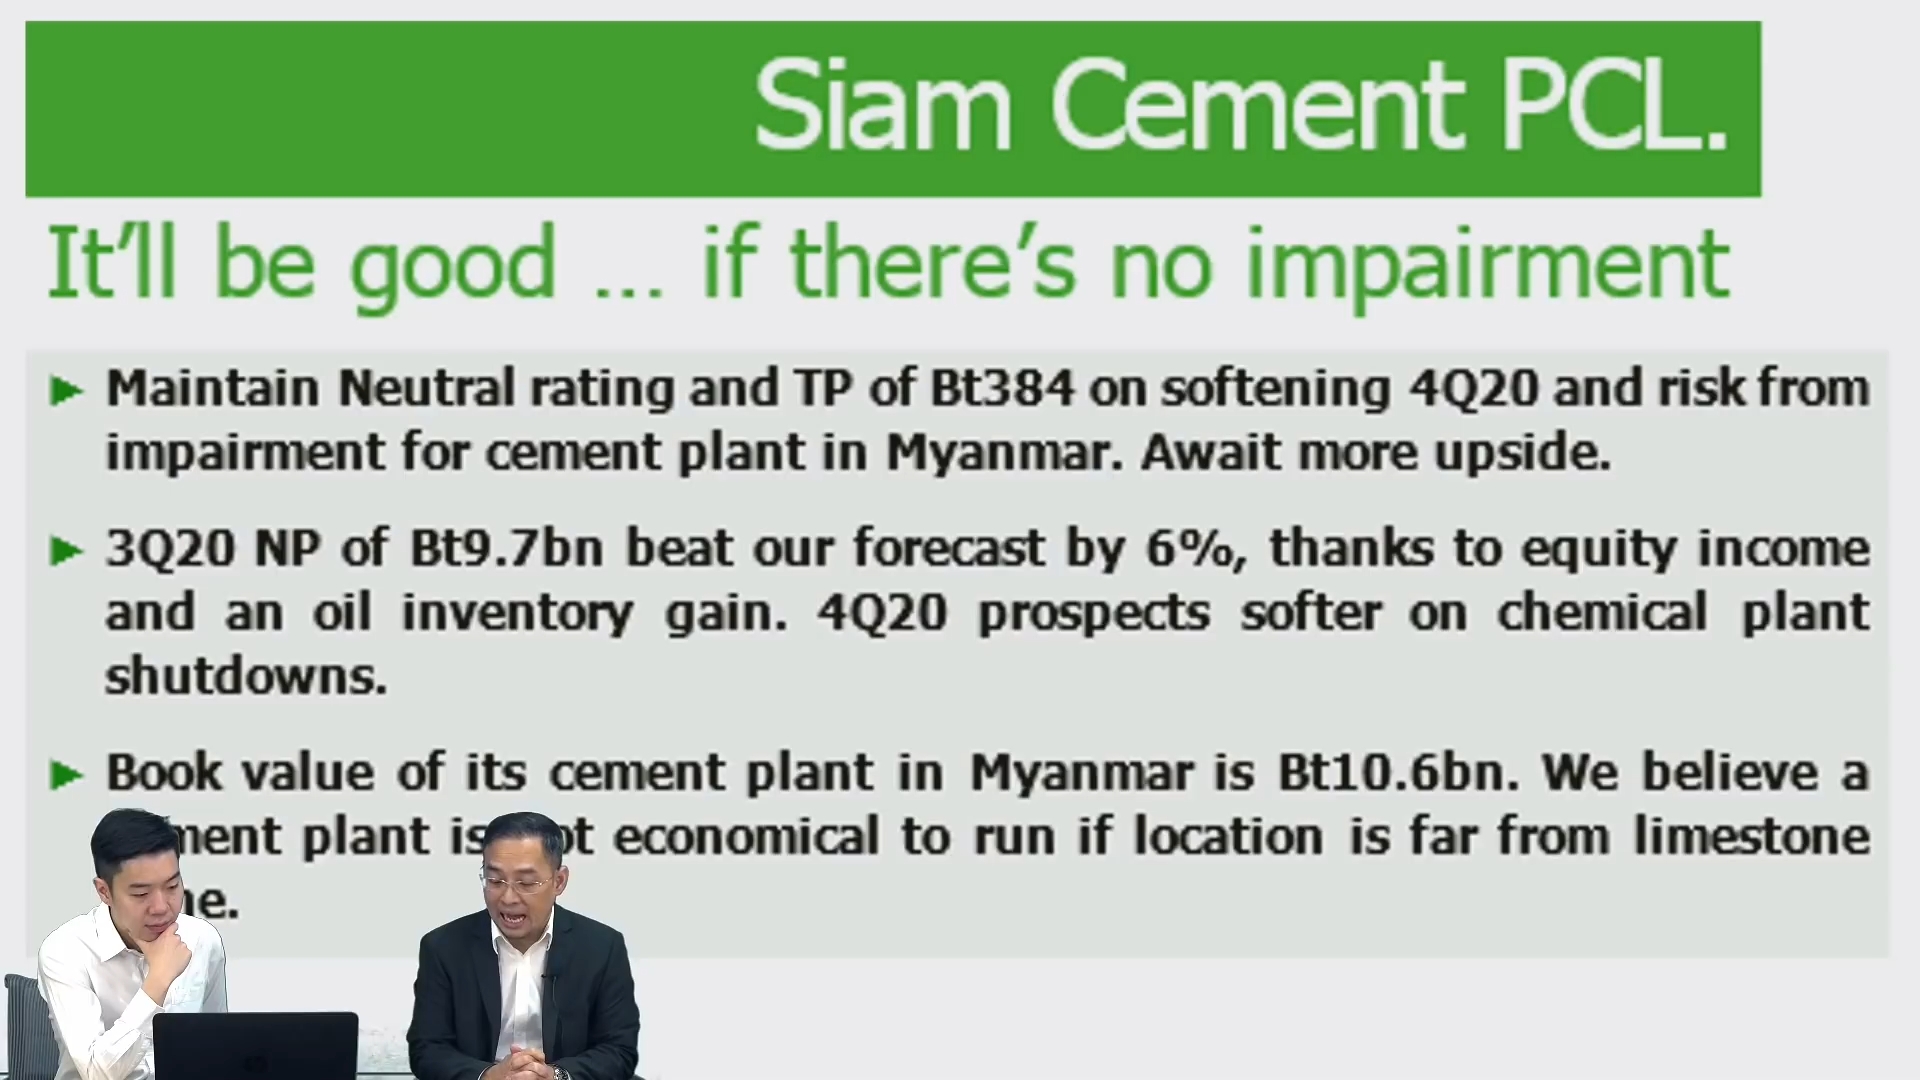 Siam Cement PCL.
It'll be good ... if there's no impairment
► Maintain Neutral rating and TP of Bt384 on softening 4Q20 and risk from
impairment for cement plant in Myanmar. Await more upside.
► 3Q20 NP of Bt9.7bn beat our forecast by 6%, thanks to equity income
and an oil inventory gain. 4Q20 prospects softer on chemical plant
shutdowns.
► Book value of its cement plant in Myanmar is Bt10.6bn. We believe a
plant is economical to run if location is far from limestone